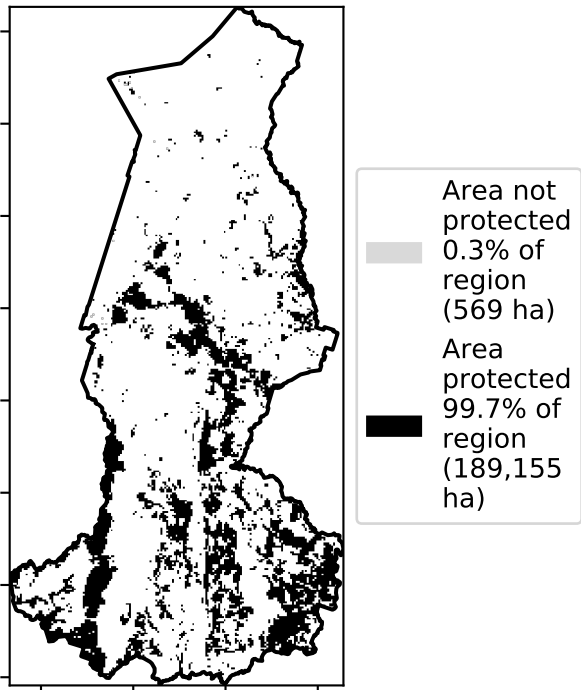 Area not
protected
0.3% of
region
(569 ha)
Area
protected
99.7% of
region
(189,155
ha)